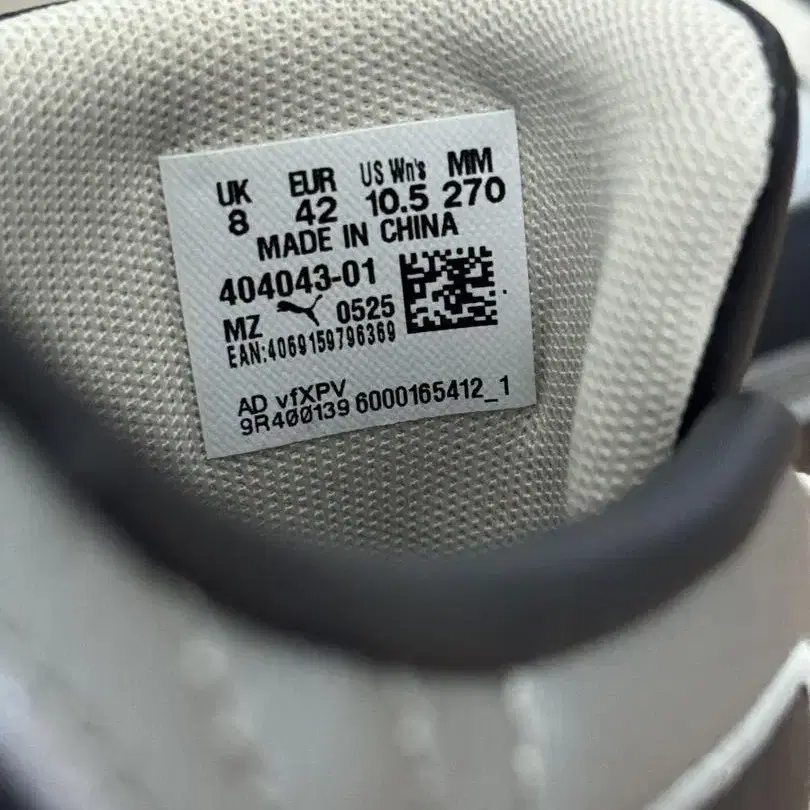 UK EUR US Wn's MM
8 42 10.5 270
MADE IN CHINA
404043-01
MZ 0525
EAN:4069159796369
AD vfXPV
9R400139 6000165412_1